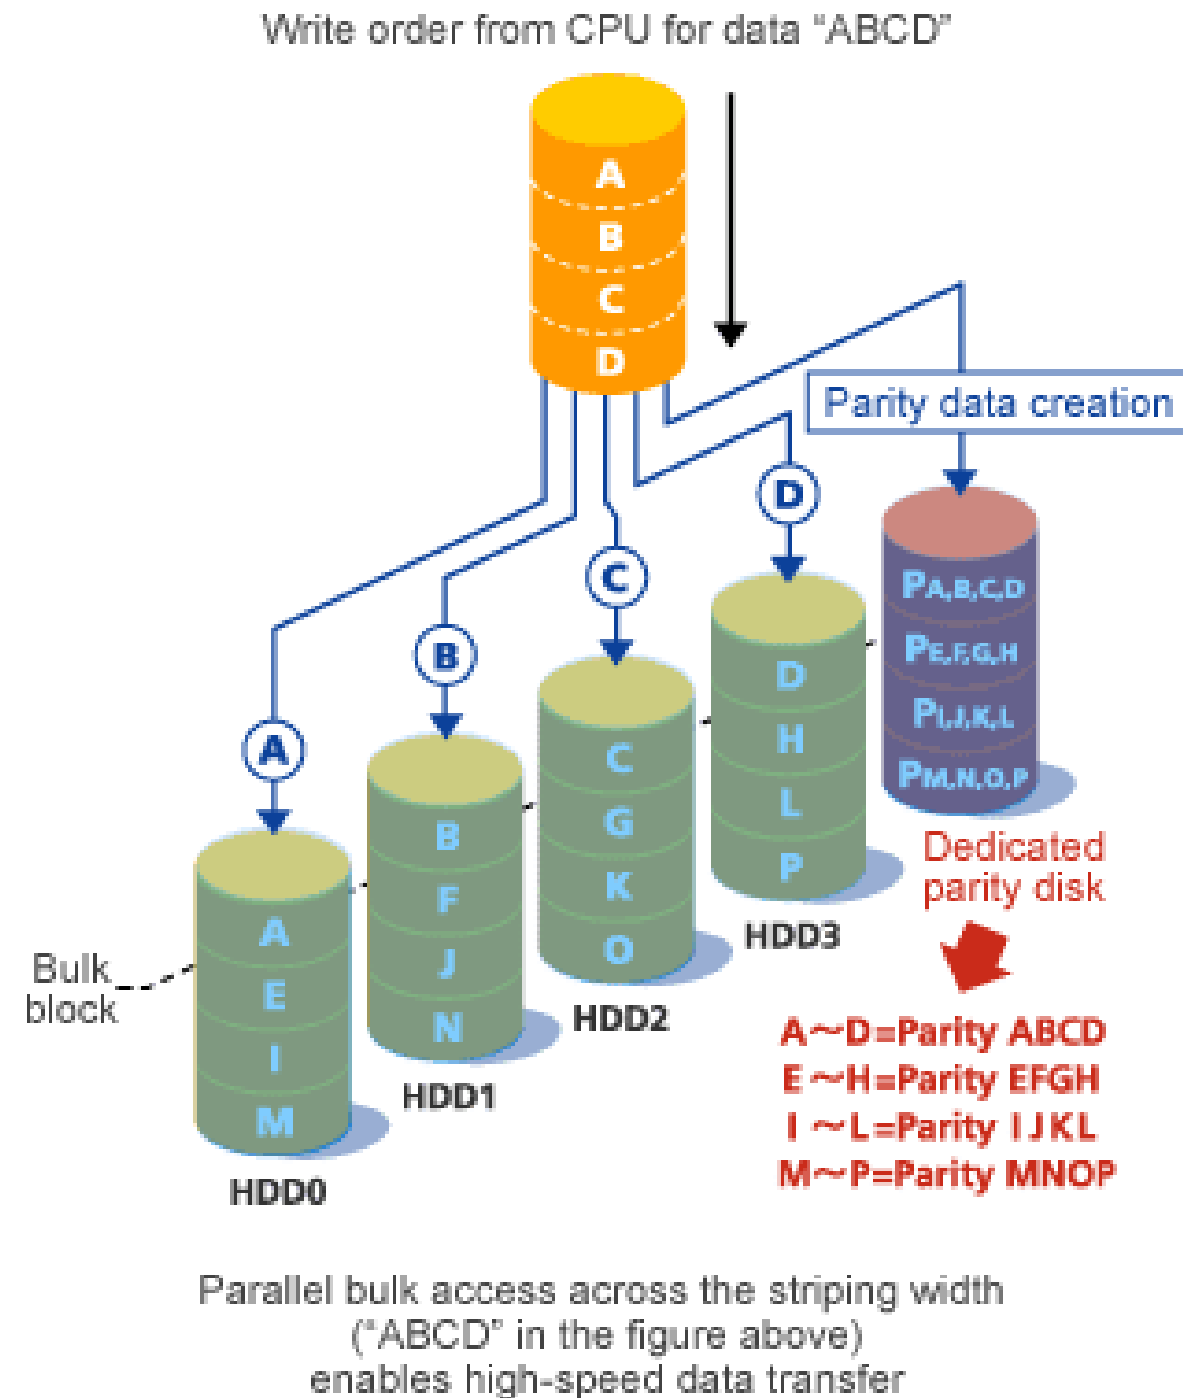 Write order from CPU for data “ABCD”
A
B
C
D
Parity data creation
D
C
B
A
PA,B,C,D
PE,F,G,H
PI,J,K,L
PM,N,O,P
Dedicated
parity disk
D
H
L
P
HDD3
C
G
K
O
HDD2
B
F
J
N
HDD1
A
E
I
M
HDD0
Bulk
block
A~D=Parity ABCD
E~H=Parity EFGH
I~L=Parity IJKL
M~P=Parity MNOP
Parallel bulk access across the striping width
(“ABCD” in the figure above)
enables high-speed data transfer